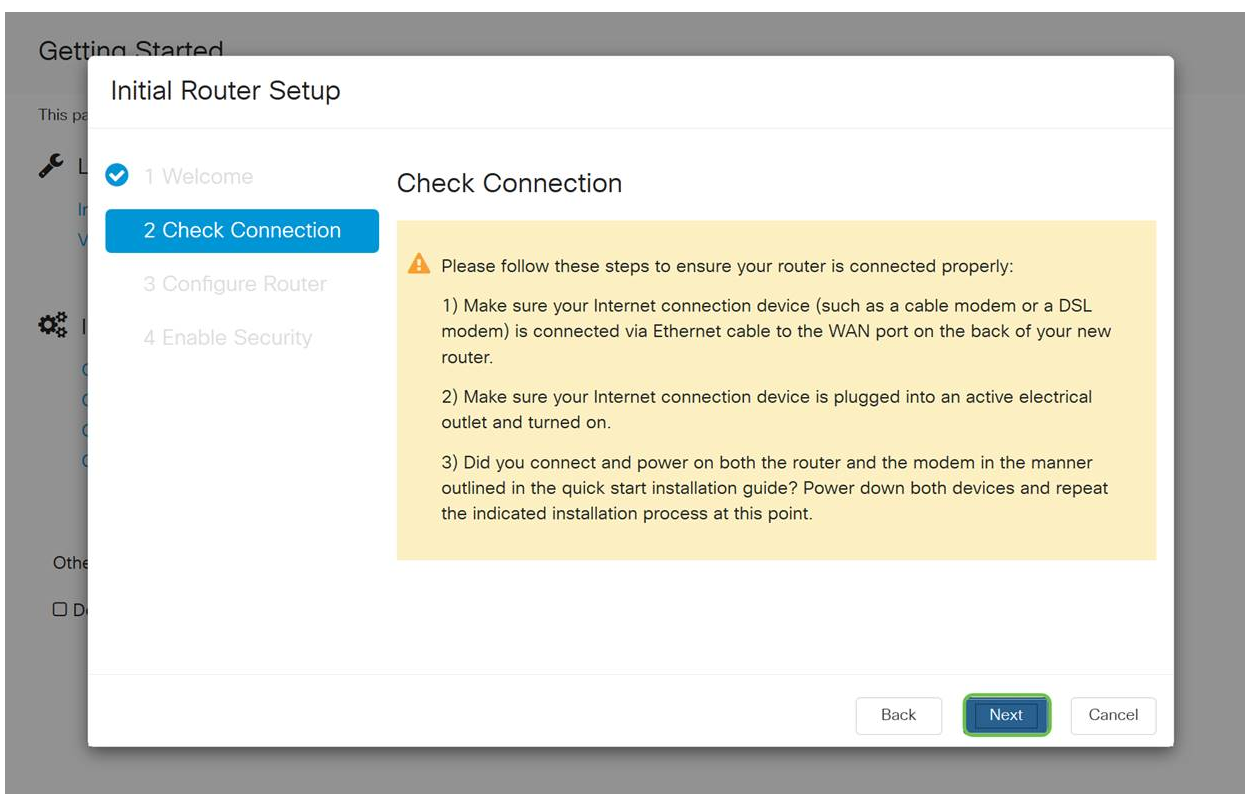 Getting Started
Initial Router Setup
This pa
1 Welcome
2 Check Connection
3 Configure Router
4 Enable Security
Check Connection
Please follow these steps to ensure your router is connected properly:
1) Make sure your Internet connection device (such as a cable modem or a DSL
modem) is connected via Ethernet cable to the WAN port on the back of your new
router.
2) Make sure your Internet connection device is plugged into an active electrical
outlet and turned on.
3) Did you connect and power on both the router and the modem in the manner
outlined in the quick start installation guide? Power down both devices and repeat
the indicated installation process at this point.
Othe
Back
Next
Cancel